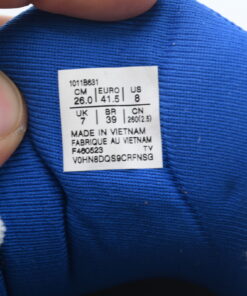 1011B631
CM EURO US
26.0 41.5 8
UK BR CN
7 39 260(2.5)
MADE IN VIETNAM
FABRIQUE AU VIETNAM
F460523 TV
V0HN8DQS9CRFNSG